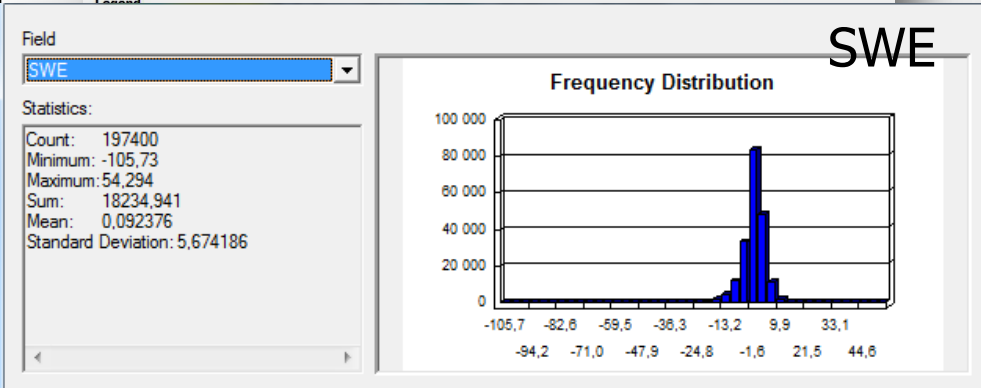 Legend
Field
SWE
SWE
Statistics:
Count: 197400
Minimum: -105,73
Maximum: 54,294
Sum: 18234,941
Mean: 0,092376
Standard Deviation: 5,674186
Frequency Distribution
100 000
80 000
60 000
40 000
20 000
0
-105,7 -82,6 -59,5 -36,3 -13,2 9,9 33,1
-94,2 -71,0 -47,9 -24,8 -1,6 21,5 44,6